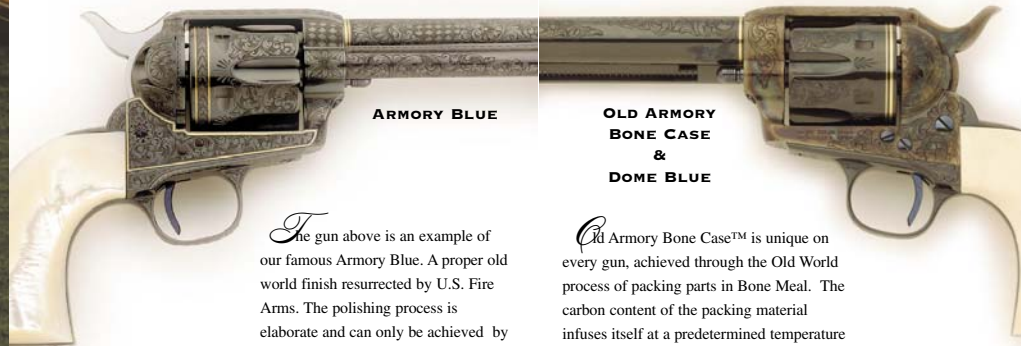 ARMORY BLUE
The gun above is an example of
our famous Armory Blue. A proper old
world finish resurrected by U.S. Fire
Arms. The polishing process is
elaborate and can only be achieved by
OLD ARMORY
BONE CASE
&
DOME BLUE
Old Armory Bone Case™ is unique on
every gun, achieved through the Old World
process of packing parts in Bone Meal. The
carbon content of the packing material
infuses itself at a predetermined temperature